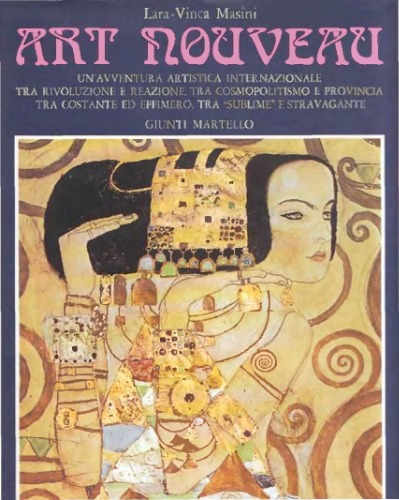 Lara-Vinca Masini
ART NOUVEAU
UN'AVVENTURA ARTISTICA INTERNAZIONALE
TRA RIVOLUZIONE E REAZIONE, TRA COSMOPOLITISMO E PROVINCIA
TRA COSTANTE ED EFFIMERO, TRA "SUBLIME" E STRAVAGANTE
GIUNTI MARTELLO